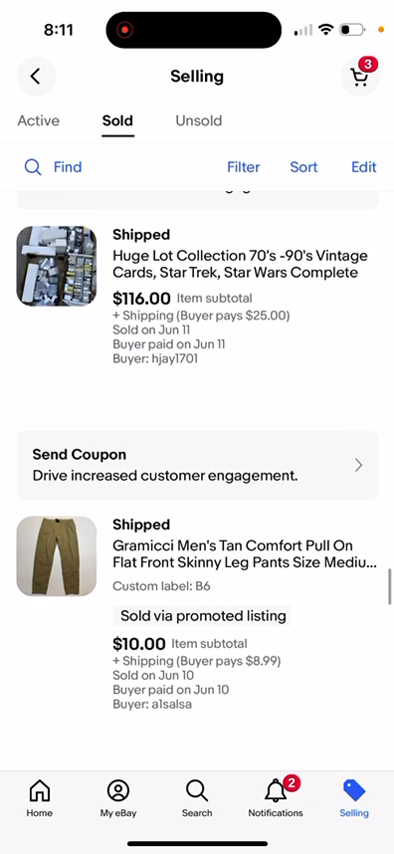 8:11
Selling
3
Active
Sold
Unsold
Find
Filter
Sort
Edit
Shipped
Huge Lot Collection 70's -90's Vintage
Cards, Star Trek, Star Wars Complete
$116.00 Item subtotal
+ Shipping (Buyer pays $25.00)
Sold on Jun 11
Buyer paid on Jun 11
Buyer: hjay1701
Send Coupon
Drive increased customer engagement.
Shipped
Gramicci Men's Tan Comfort Pull On
Flat Front Skinny Leg Pants Size Mediu...
Custom label: B6
Sold via promoted listing
$10.00 Item subtotal
+ Shipping (Buyer pays $8.99)
Sold on Jun 10
Buyer paid on Jun 10
Buyer: a1salsa
2
Home
My eBay
Search
Notifications
Selling